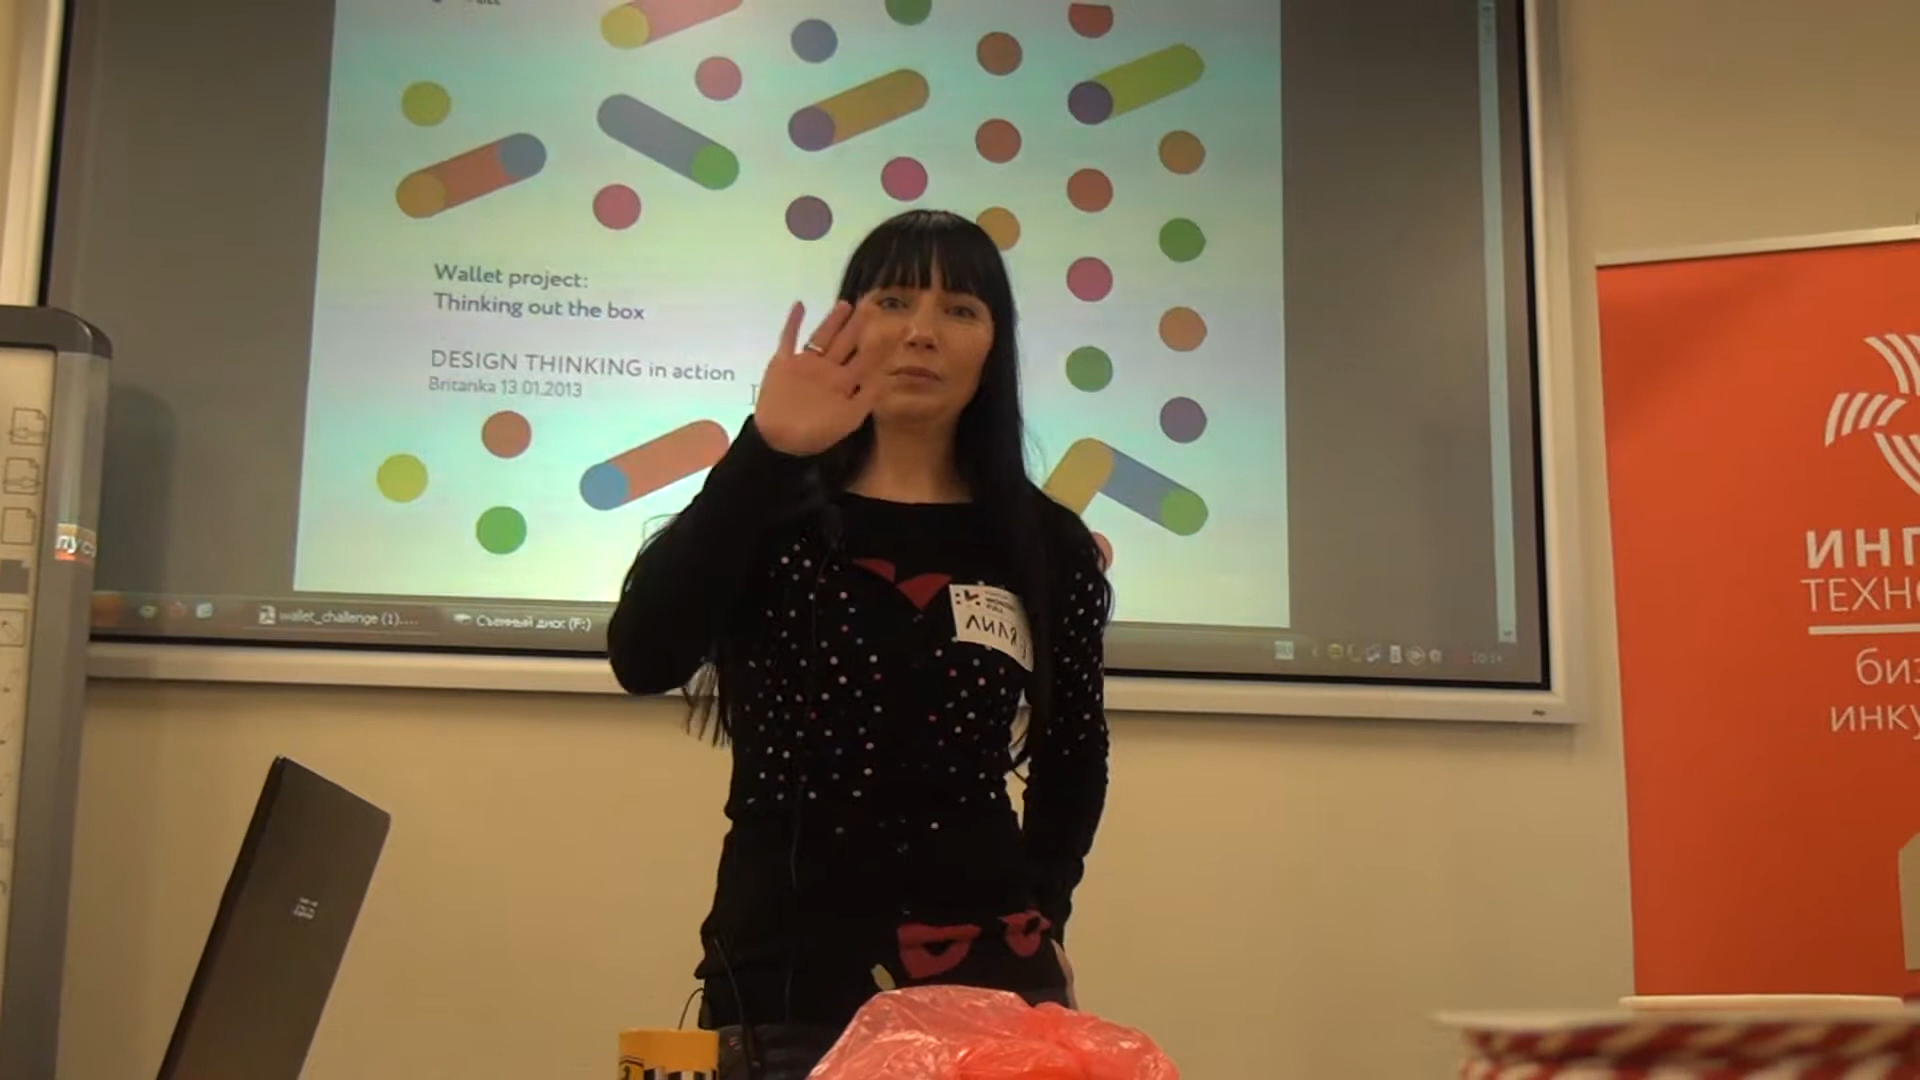 Wallet project:
Thinking out the box
DESIGN THINKING in action
Britanka 13.01.2013
wallet_challenge (1)....
Съемный диск (F:)
ЛИЛЯ
ИНГ
ТЕХНО
биз
инку